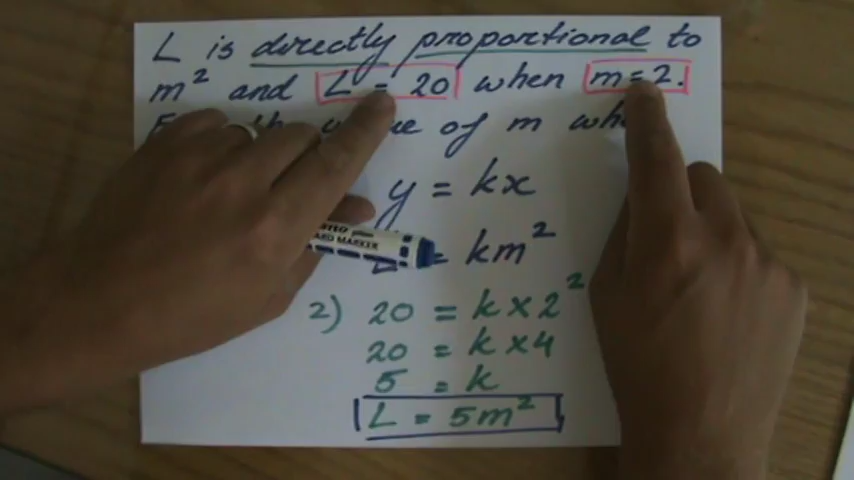 L is directly proportional to
m² and L = 20 when m = 2.
of m
y = kx
= km²
2) 20 = k × 2²
20 = k × 4
5 = k
L = 5m²
MARKER